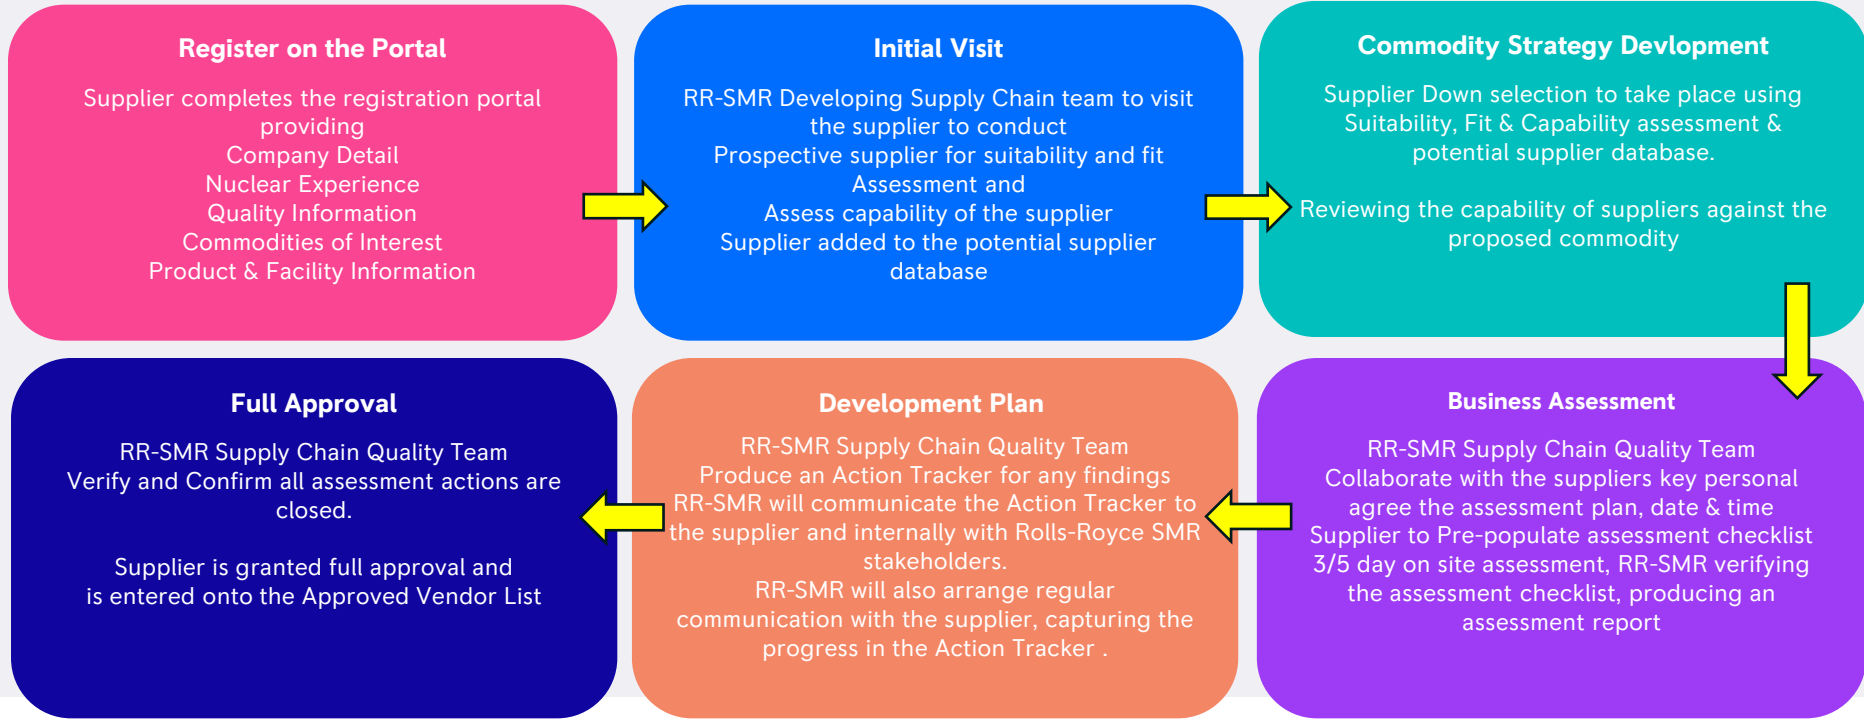 Register on the Portal
Supplier completes the registration portal
providing
Company Detail
Nuclear Experience
Quality Information
Commodities of Interest
Product & Facility Information
Initial Visit
RR-SMR Developing Supply Chain team to visit
the supplier to conduct
Prospective supplier for suitability and fit
Assessment and
Assess capability of the supplier
Supplier added to the potential supplier
database
Commodity Strategy Devlopment
Supplier Down selection to take place using
Suitability, Fit & Capability assessment &
potential supplier database.
Reviewing the capability of suppliers against the
proposed commodity
Business Assessment
RR-SMR Supply Chain Quality Team
Collaborate with the suppliers key personal
agree the assessment plan, date & time
Supplier to Pre-populate assessment checklist
3/5 day on site assessment, RR-SMR verifying
the assessment checklist, producing an
assessment report
Development Plan
RR-SMR Supply Chain Quality Team
Produce an Action Tracker for any findings
RR-SMR will communicate the Action Tracker to
the supplier and internally with Rolls-Royce SMR
stakeholders.
RR-SMR will also arrange regular
communication with the supplier, capturing the
progress in the Action Tracker .
Full Approval
RR-SMR Supply Chain Quality Team
Verify and Confirm all assessment actions are
closed.
Supplier is granted full approval and
is entered onto the Approved Vendor List